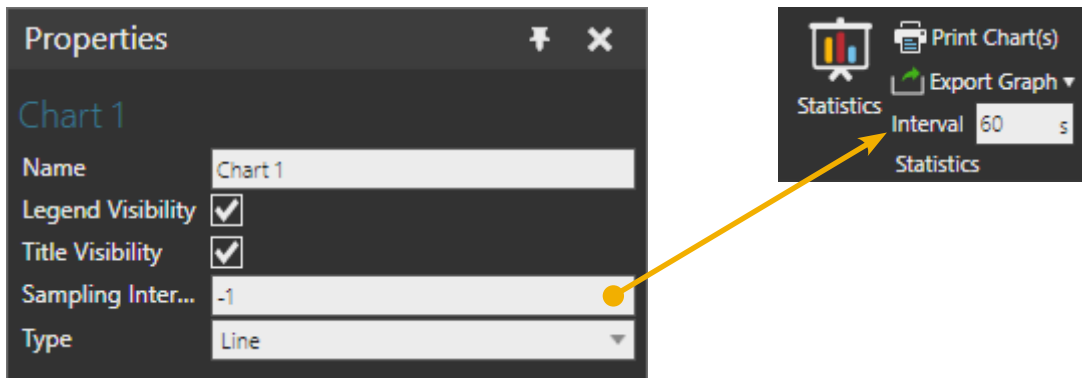 Properties
Chart 1
Name Chart 1
Legend Visibility
Title Visibility
Sampling Inter... -1
Type Line
Print Chart(s)
Export Graph
Statistics
Interval 60 s
Statistics